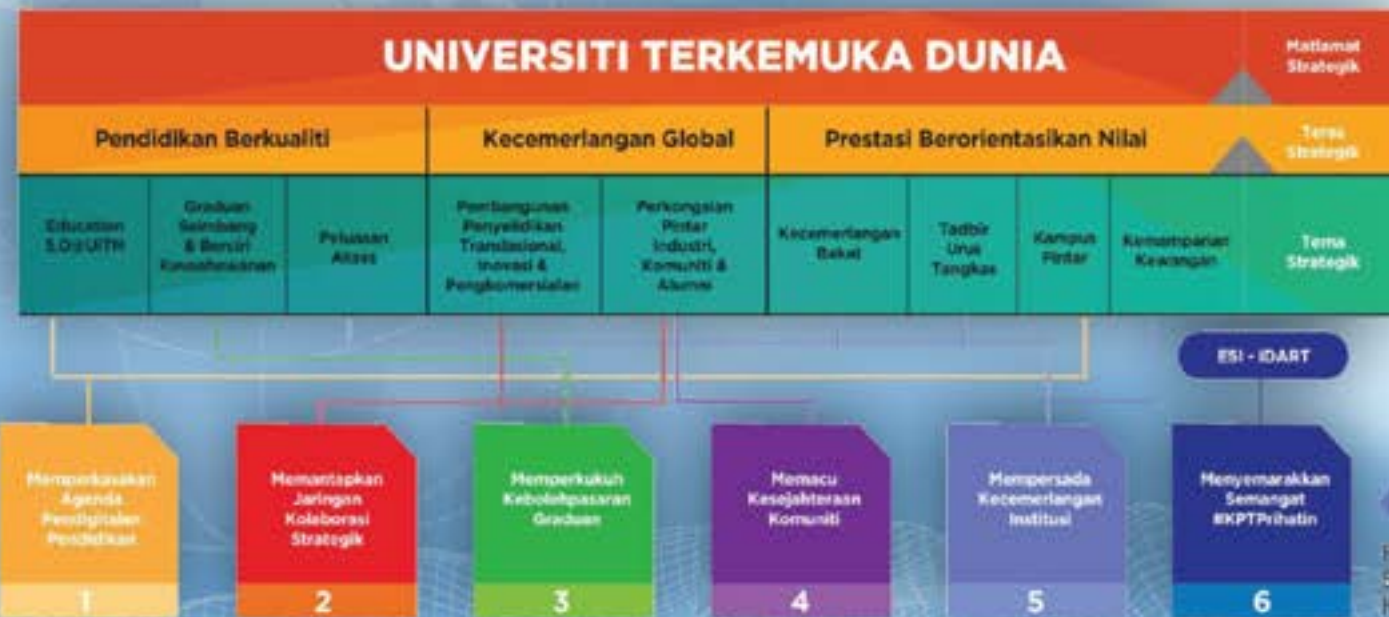 UNIVERSITI TERKEMUKA DUNIA
Matlamat
Strategik
Pendidikan Berkualiti
Kecemerlangan Global
Prestasi Berorientasikan Nilai
Teras
Strategik
Education
5.0@UiTM
Graduan
Seimbang
& Berciri
Keusahawanan
Peluasan
Akses
Pembangunan
Penyelidikan
Translasional,
Inovasi &
Pengkomersialan
Perkongsian
Pintar
Industri,
Komuniti &
Alumni
Kecemerlangan
Bakat
Tadbir
Urus
Tangkas
Kampus
Pintar
Kemampanan
Kewangan
Tema
Strategik
ESI - IDART
Memperkasakan
Agenda
Pendigitalan
Pendidikan
1
Memantapkan
Jaringan
Kolaborasi
Strategik
2
Memperkukuh
Kebolehpasaran
Graduan
3
Memacu
Kesejahteraan
Komuniti
4
Mempersada
Kecemerlangan
Institusi
5
Menyemarakkan
Semangat
#KPTPrihatin
6